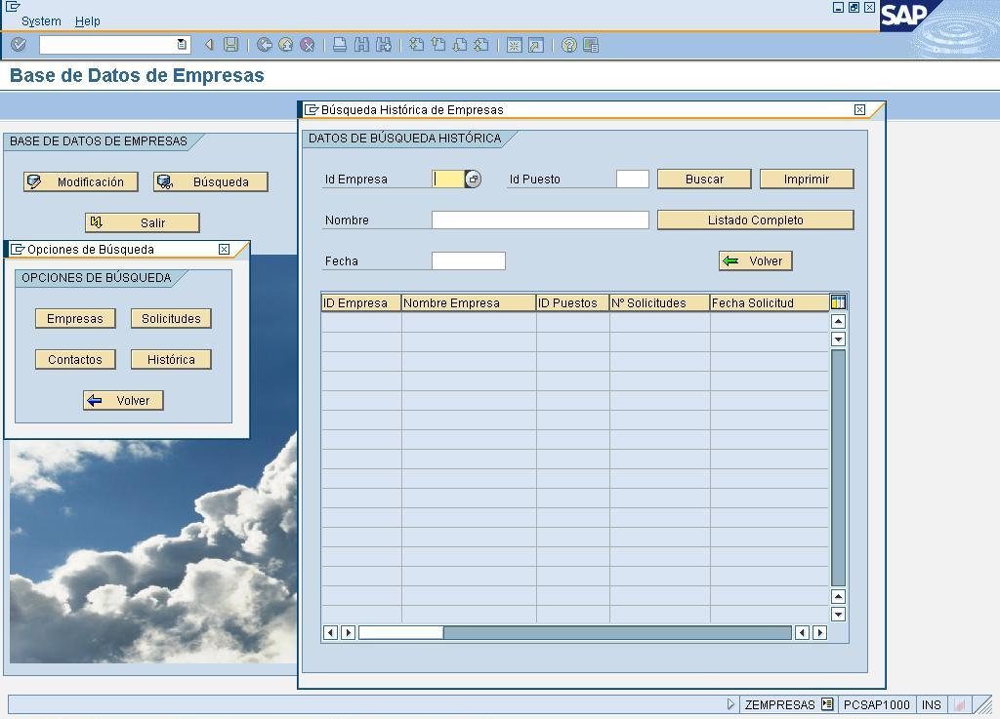 System Help
SAP
Base de Datos de Empresas
BASE DE DATOS DE EMPRESAS
Modificación Búsqueda
Salir
Opciones de Búsqueda
OPCIONES DE BÚSQUEDA
Empresas Solicitudes
Contactos Histórica
Volver
Búsqueda Histórica de Empresas
DATOS DE BÚSQUEDA HISTÓRICA
Id Empresa Id Puesto Buscar Imprimir
Nombre Listado Completo
Fecha Volver
ID Empresa Nombre Empresa ID Puestos Nº Solicitudes Fecha Solicitud
ZEMPRESAS PCSAP1000 INS